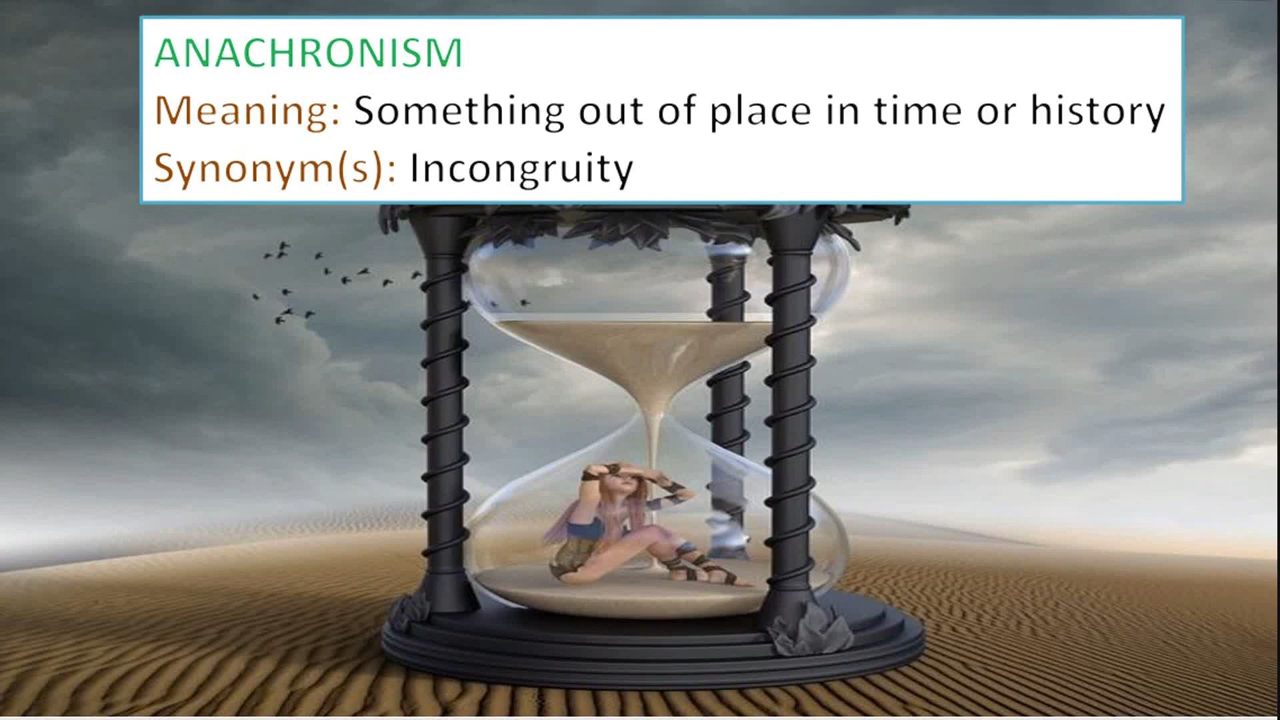 ANACHRONISM
Meaning: Something out of place in time or history
Synonym(s): Incongruity